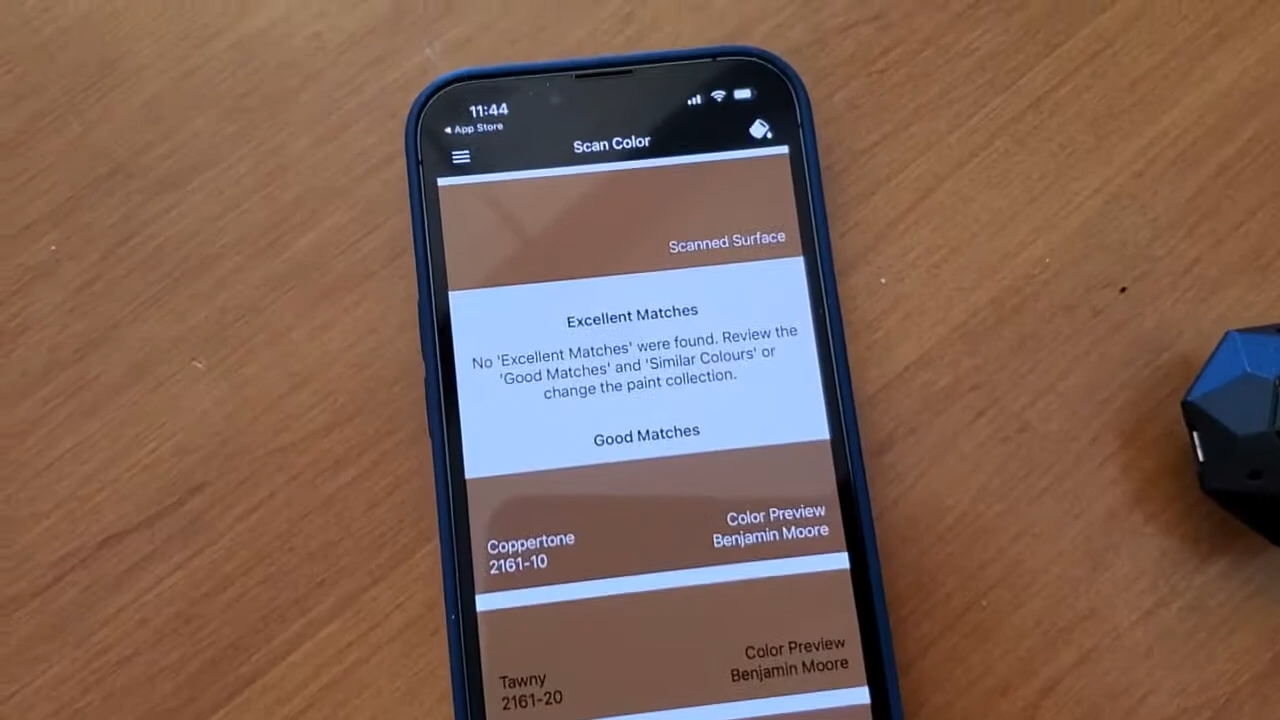 11:44
◀ App Store
Scan Color
Scanned Surface
Excellent Matches
No 'Excellent Matches' were found. Review the
'Good Matches' and 'Similar Colours' or
change the paint collection.
Good Matches
Coppertone
2161-10
Color Preview
Benjamin Moore
Tawny
2161-20
Color Preview
Benjamin Moore